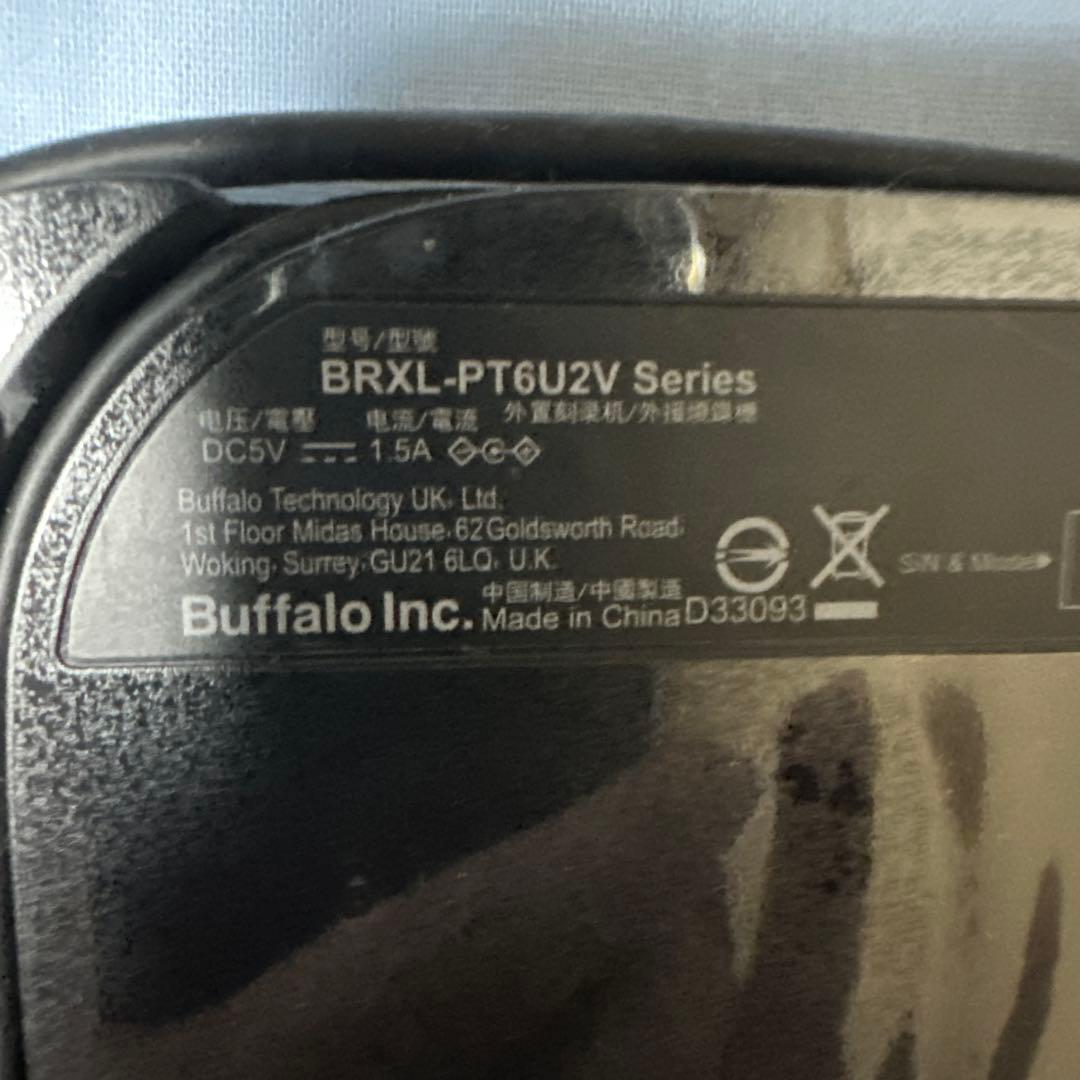 型号/型號
BRXL-PT6U2V Series
电压/電壓 电流/電流 外置刻录机/外接燒錄機
DC5V 1.5A
Buffalo Technology UK, Ltd.
1st Floor Midas House, 62 Goldsworth Road,
Woking, Surrey, GU21 6LQ, U.K.
中国制造/中國製造
Buffalo Inc. Made in China D33093
S/N & Model